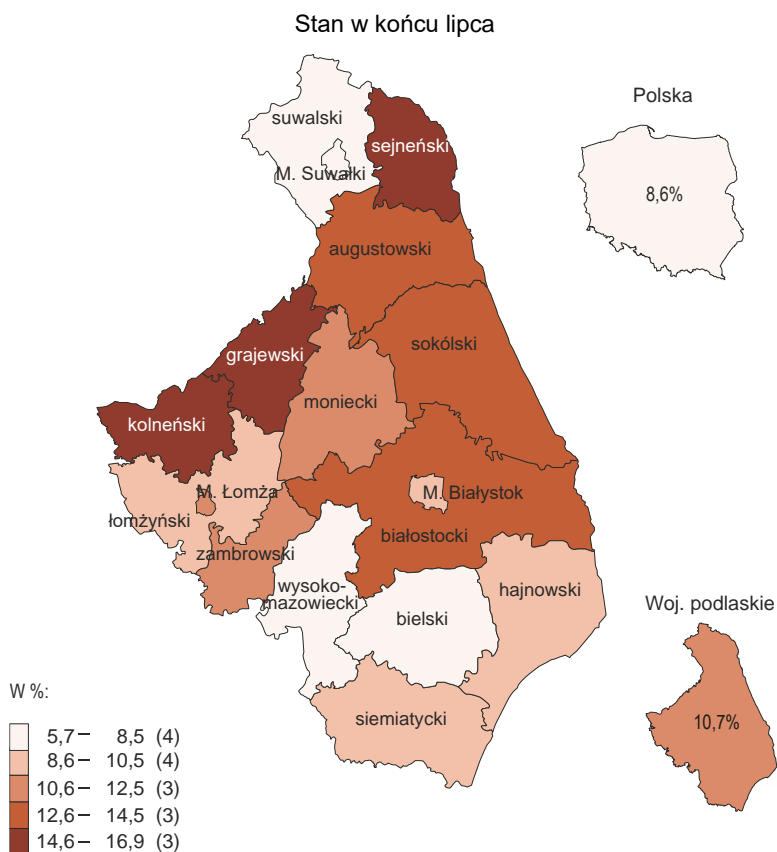 Stan w końcu lipca
Polska
suwalski
sejneński
M. Suwałki
8,6%
augustowski
sokólski
grajewski
moniecki
kolneński
M. Łomża
M. Białystok
łomżyński
białostocki
zambrowski
wysoko-
mazowiecki
hajnowski
bielski
Woj. podlaskie
siemiatycki
10,7%
W %:
5,7 – 8,5 (4)
8,6 – 10,5 (4)
10,6 – 12,5 (3)
12,6 – 14,5 (3)
14,6 – 16,9 (3)